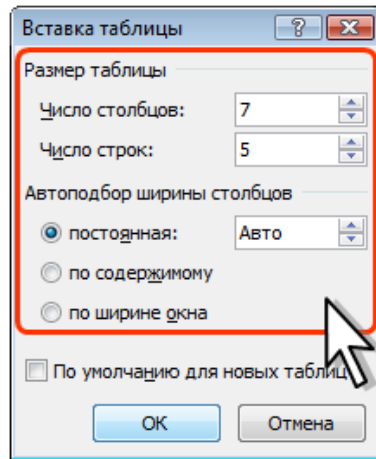 Вставка таблицы
Размер таблицы
Число столбцов: 7
Число строк: 5
Автоподбор ширины столбцов
постоянная: Авто
по содержимому
по ширине окна
По умолчанию для новых таблиц
ОК Отмена